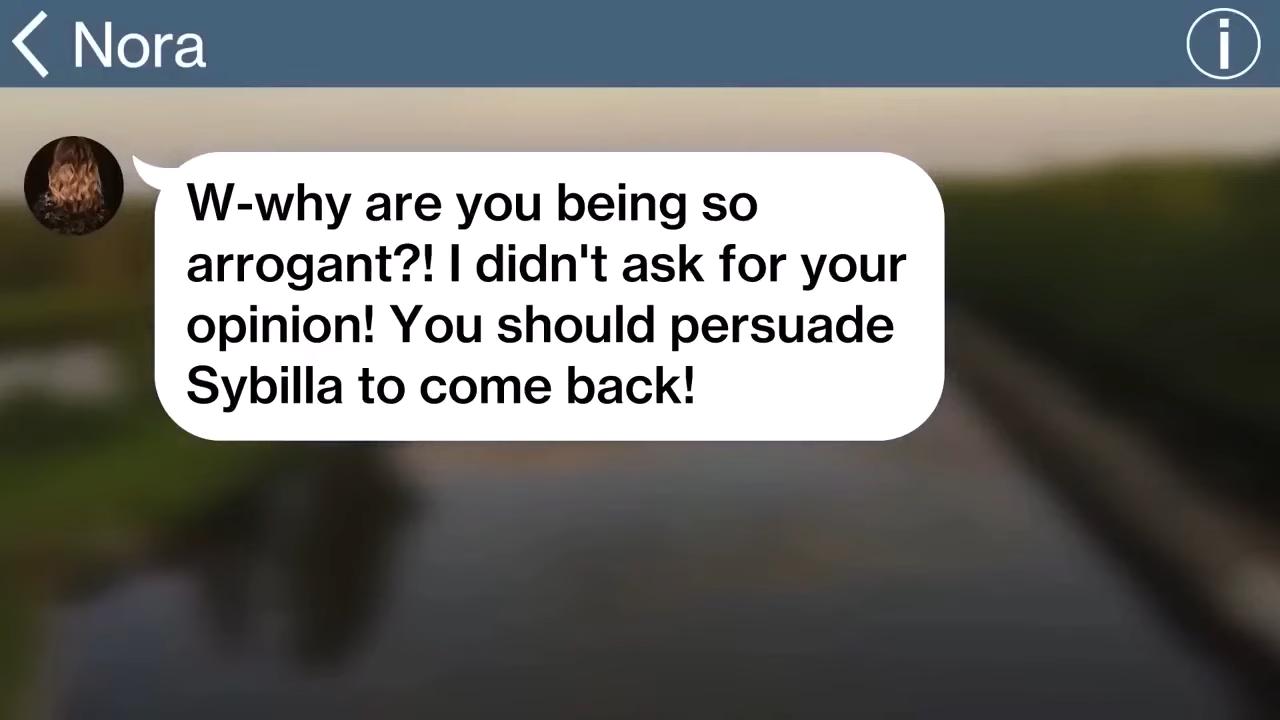 Nora
W-why are you being so
arrogant?! I didn't ask for your
opinion! You should persuade
Sybilla to come back!